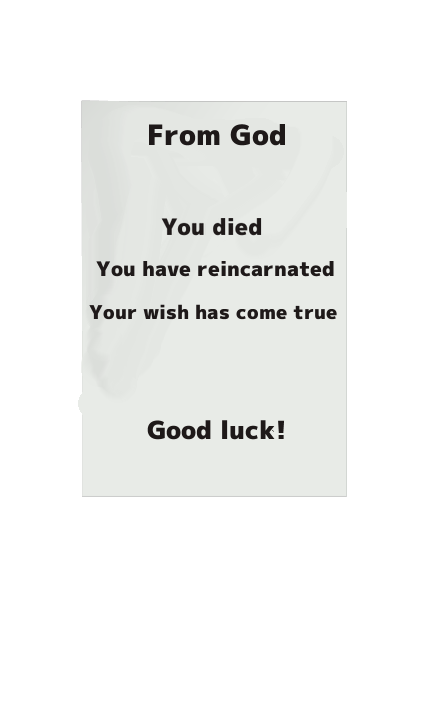 From God
You died
You have reincarnated
Your wish has come true
Good luck!